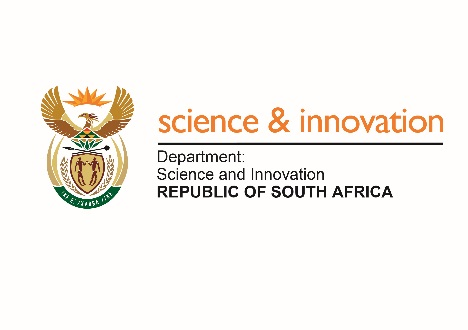 science & innovation
Department:
Science and Innovation
REPUBLIC OF SOUTH AFRICA